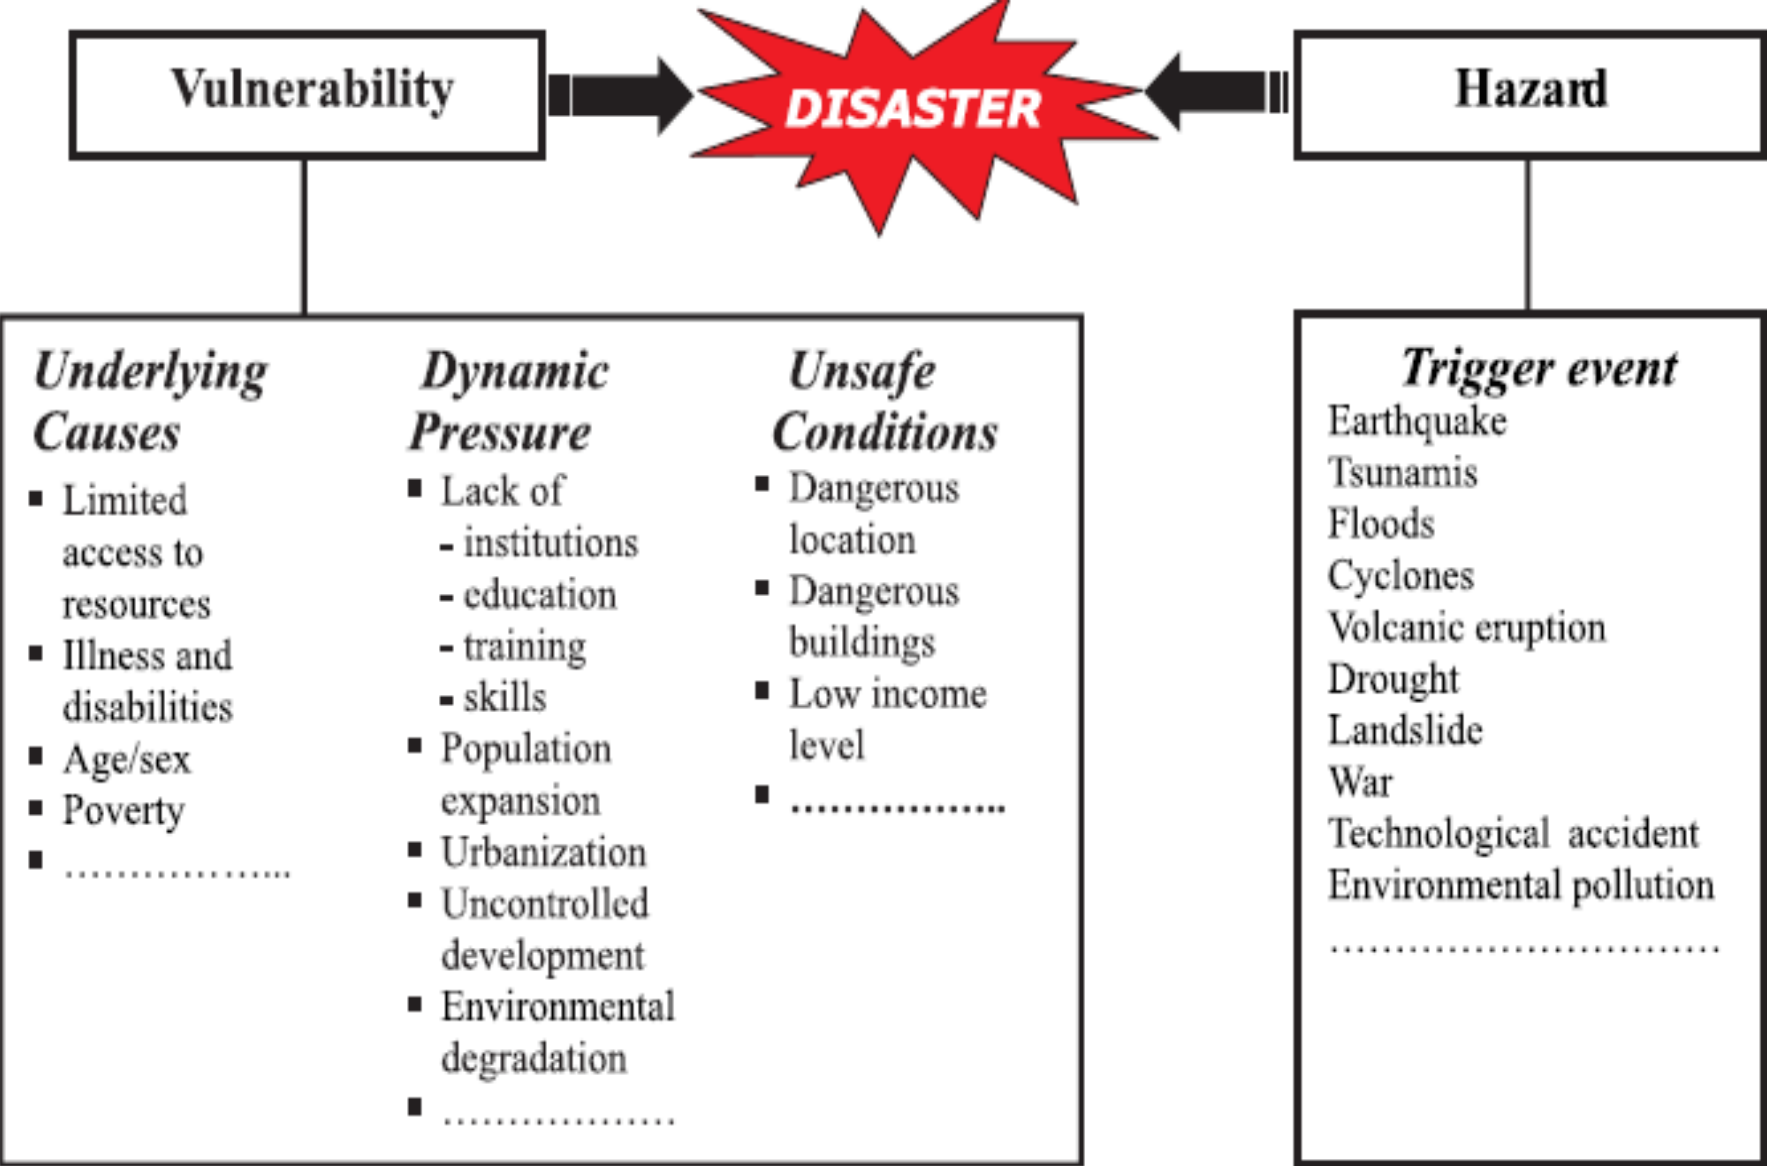 Vulnerability
DISASTER
Hazard
Underlying
Causes
▪ Limited
access to
resources
▪ Illness and
disabilities
▪ Age/sex
▪ Poverty
▪ ....................
Dynamic
Pressure
▪ Lack of
- institutions
- education
- training
- skills
▪ Population
expansion
▪ Urbanization
▪ Uncontrolled
development
▪ Environmental
degradation
▪ ....................
Unsafe
Conditions
▪ Dangerous
location
▪ Dangerous
buildings
▪ Low income
level
▪ ..................
Trigger event
Earthquake
Tsunamis
Floods
Cyclones
Volcanic eruption
Drought
Landslide
War
Technological accident
Environmental pollution
..............................